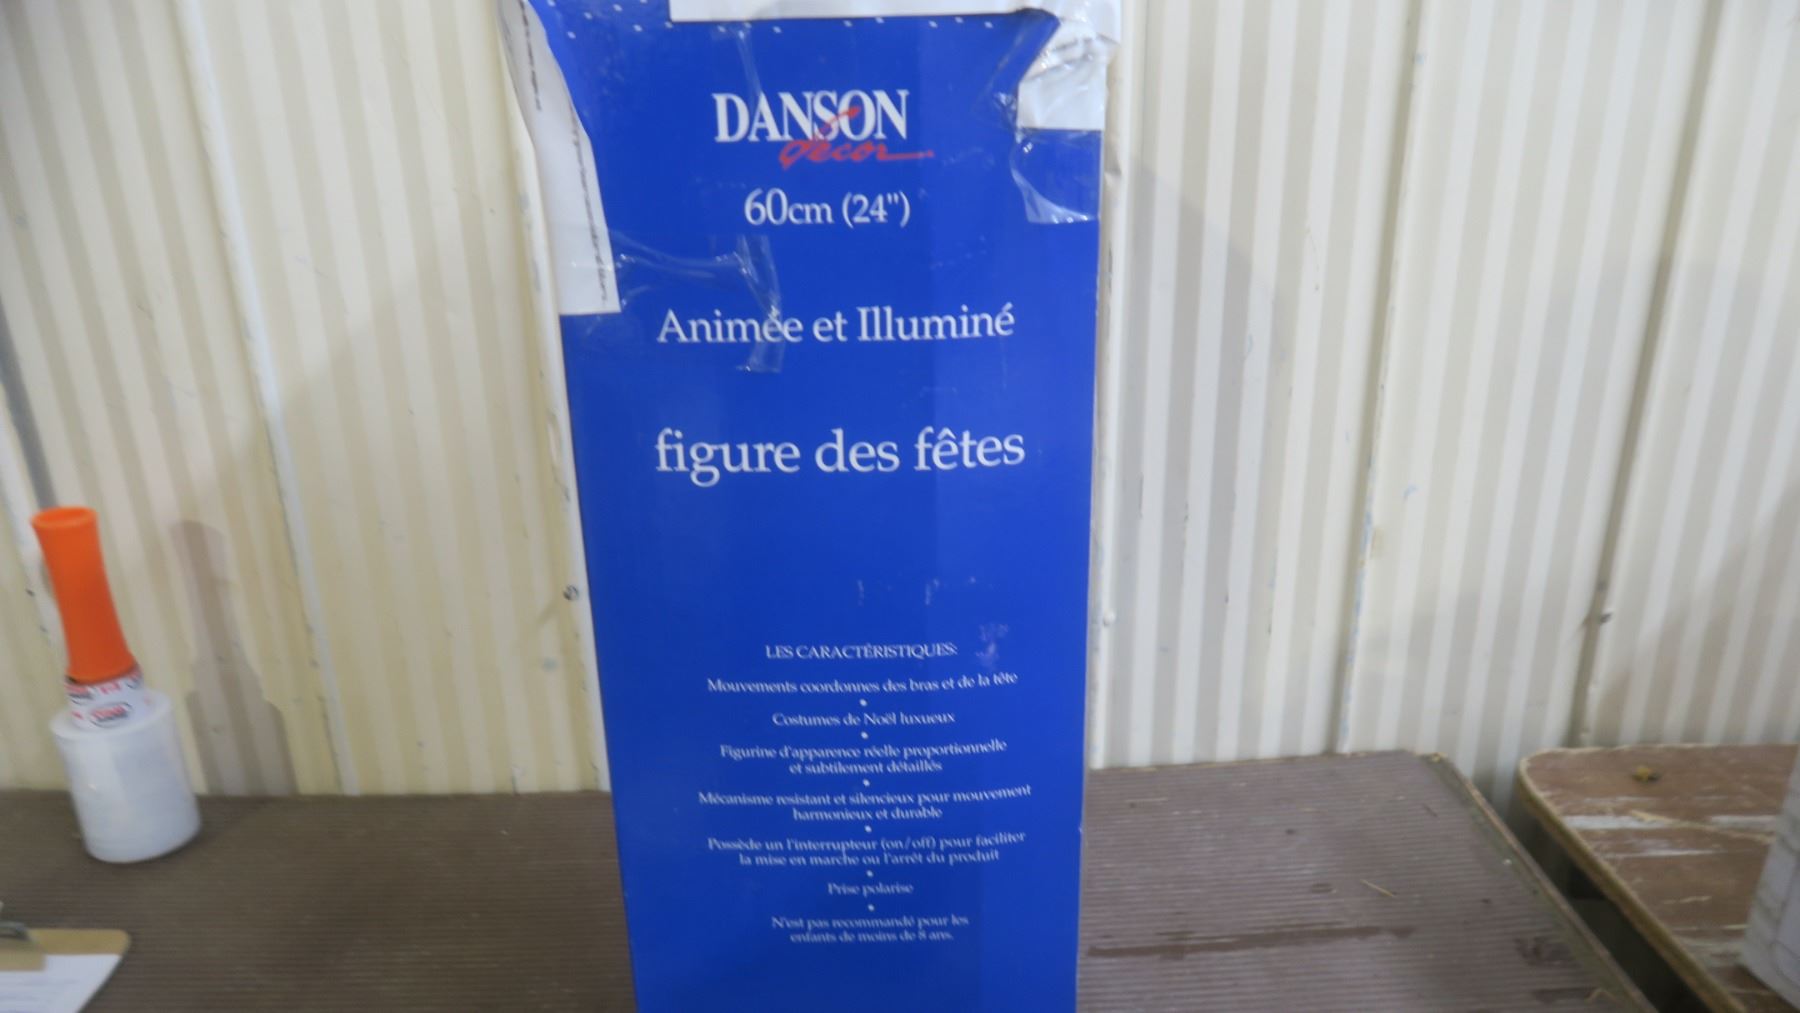 DANSON
decor
60cm (24")
Animée et Illuminé
figure des fêtes
LES CARACTÉRISTIQUES:
Mouvements coordonnes des bras et de la tête
•
Costumes de Noël luxueux
•
Figurine d'apparence réelle proportionnelle
et subtilement détaillés
•
Mécanisme resistant et silencieux pour mouvement
harmonieux et durable
•
Possède un l'interrupteur (on/off) pour faciliter
la mise en marche ou l'arrêt du produit
•
Prise polarise
•
N'est pas recommandé pour les
enfants de moins de 8 ans.